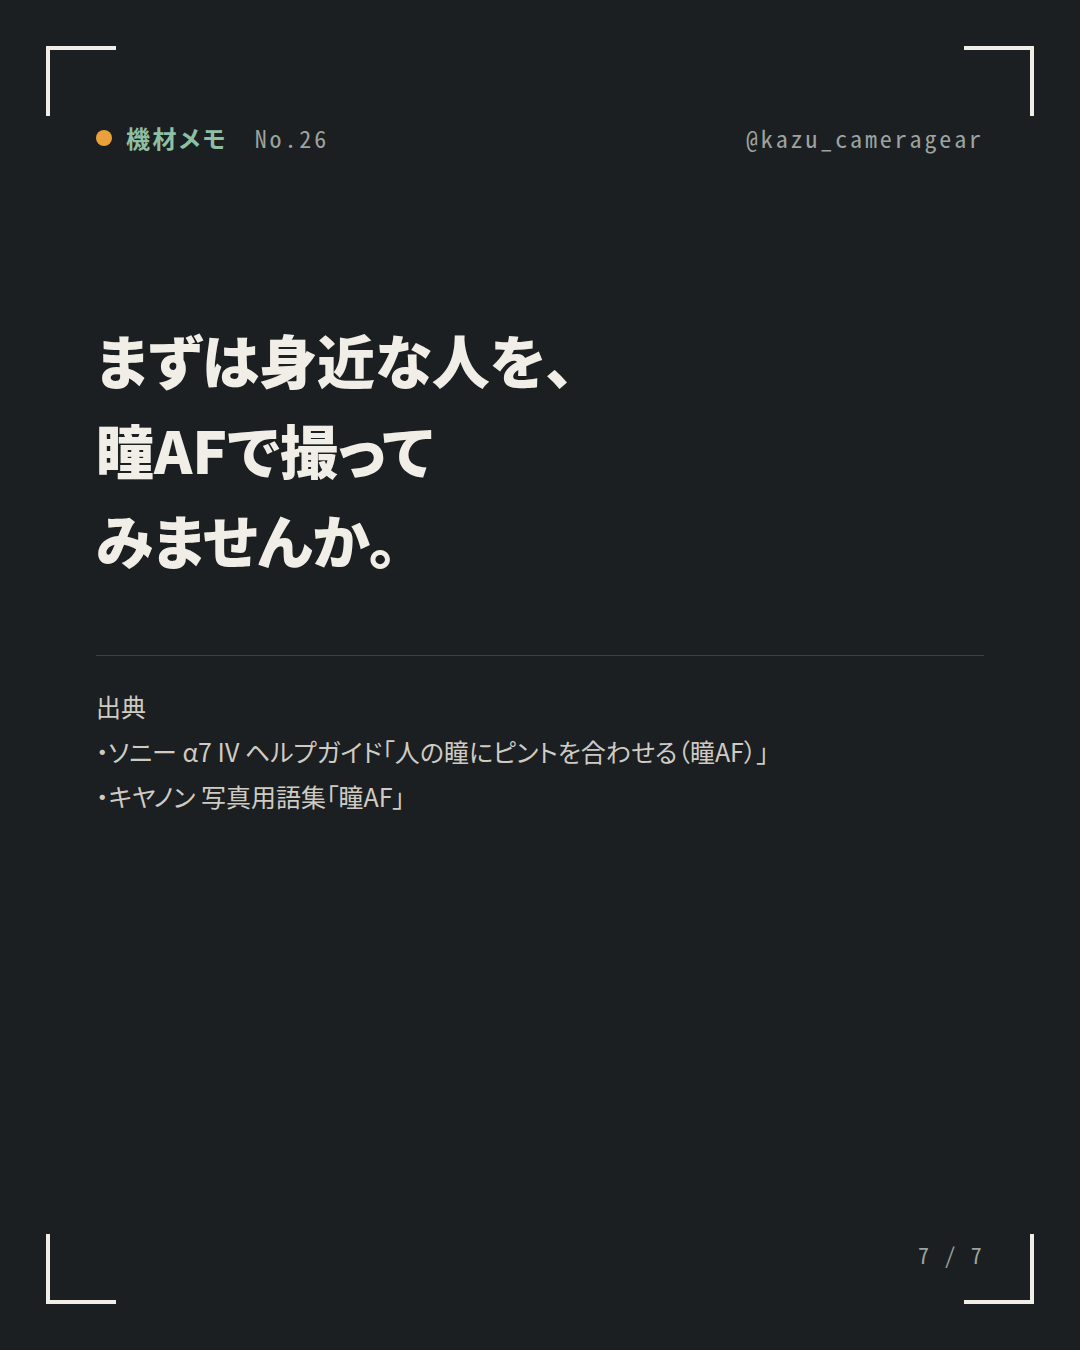 機材メモ No.26
@kazu_cameragear
まずは身近な人を、
瞳AFで撮って
みませんか。
出典
・ソニー α7 IV ヘルプガイド「人の瞳にピントを合わせる（瞳AF）」
・キヤノン 写真用語集「瞳AF」
7 / 7